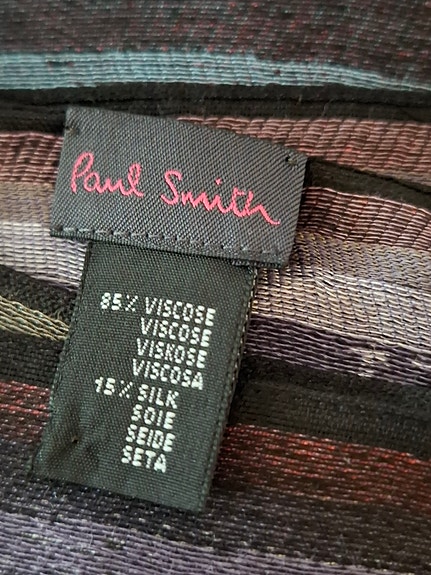 Paul Smith
85% VISCOSE
VISCOSE
VISKOSE
VISCOSA
15% SILK
SOIE
SEIDE
SETA